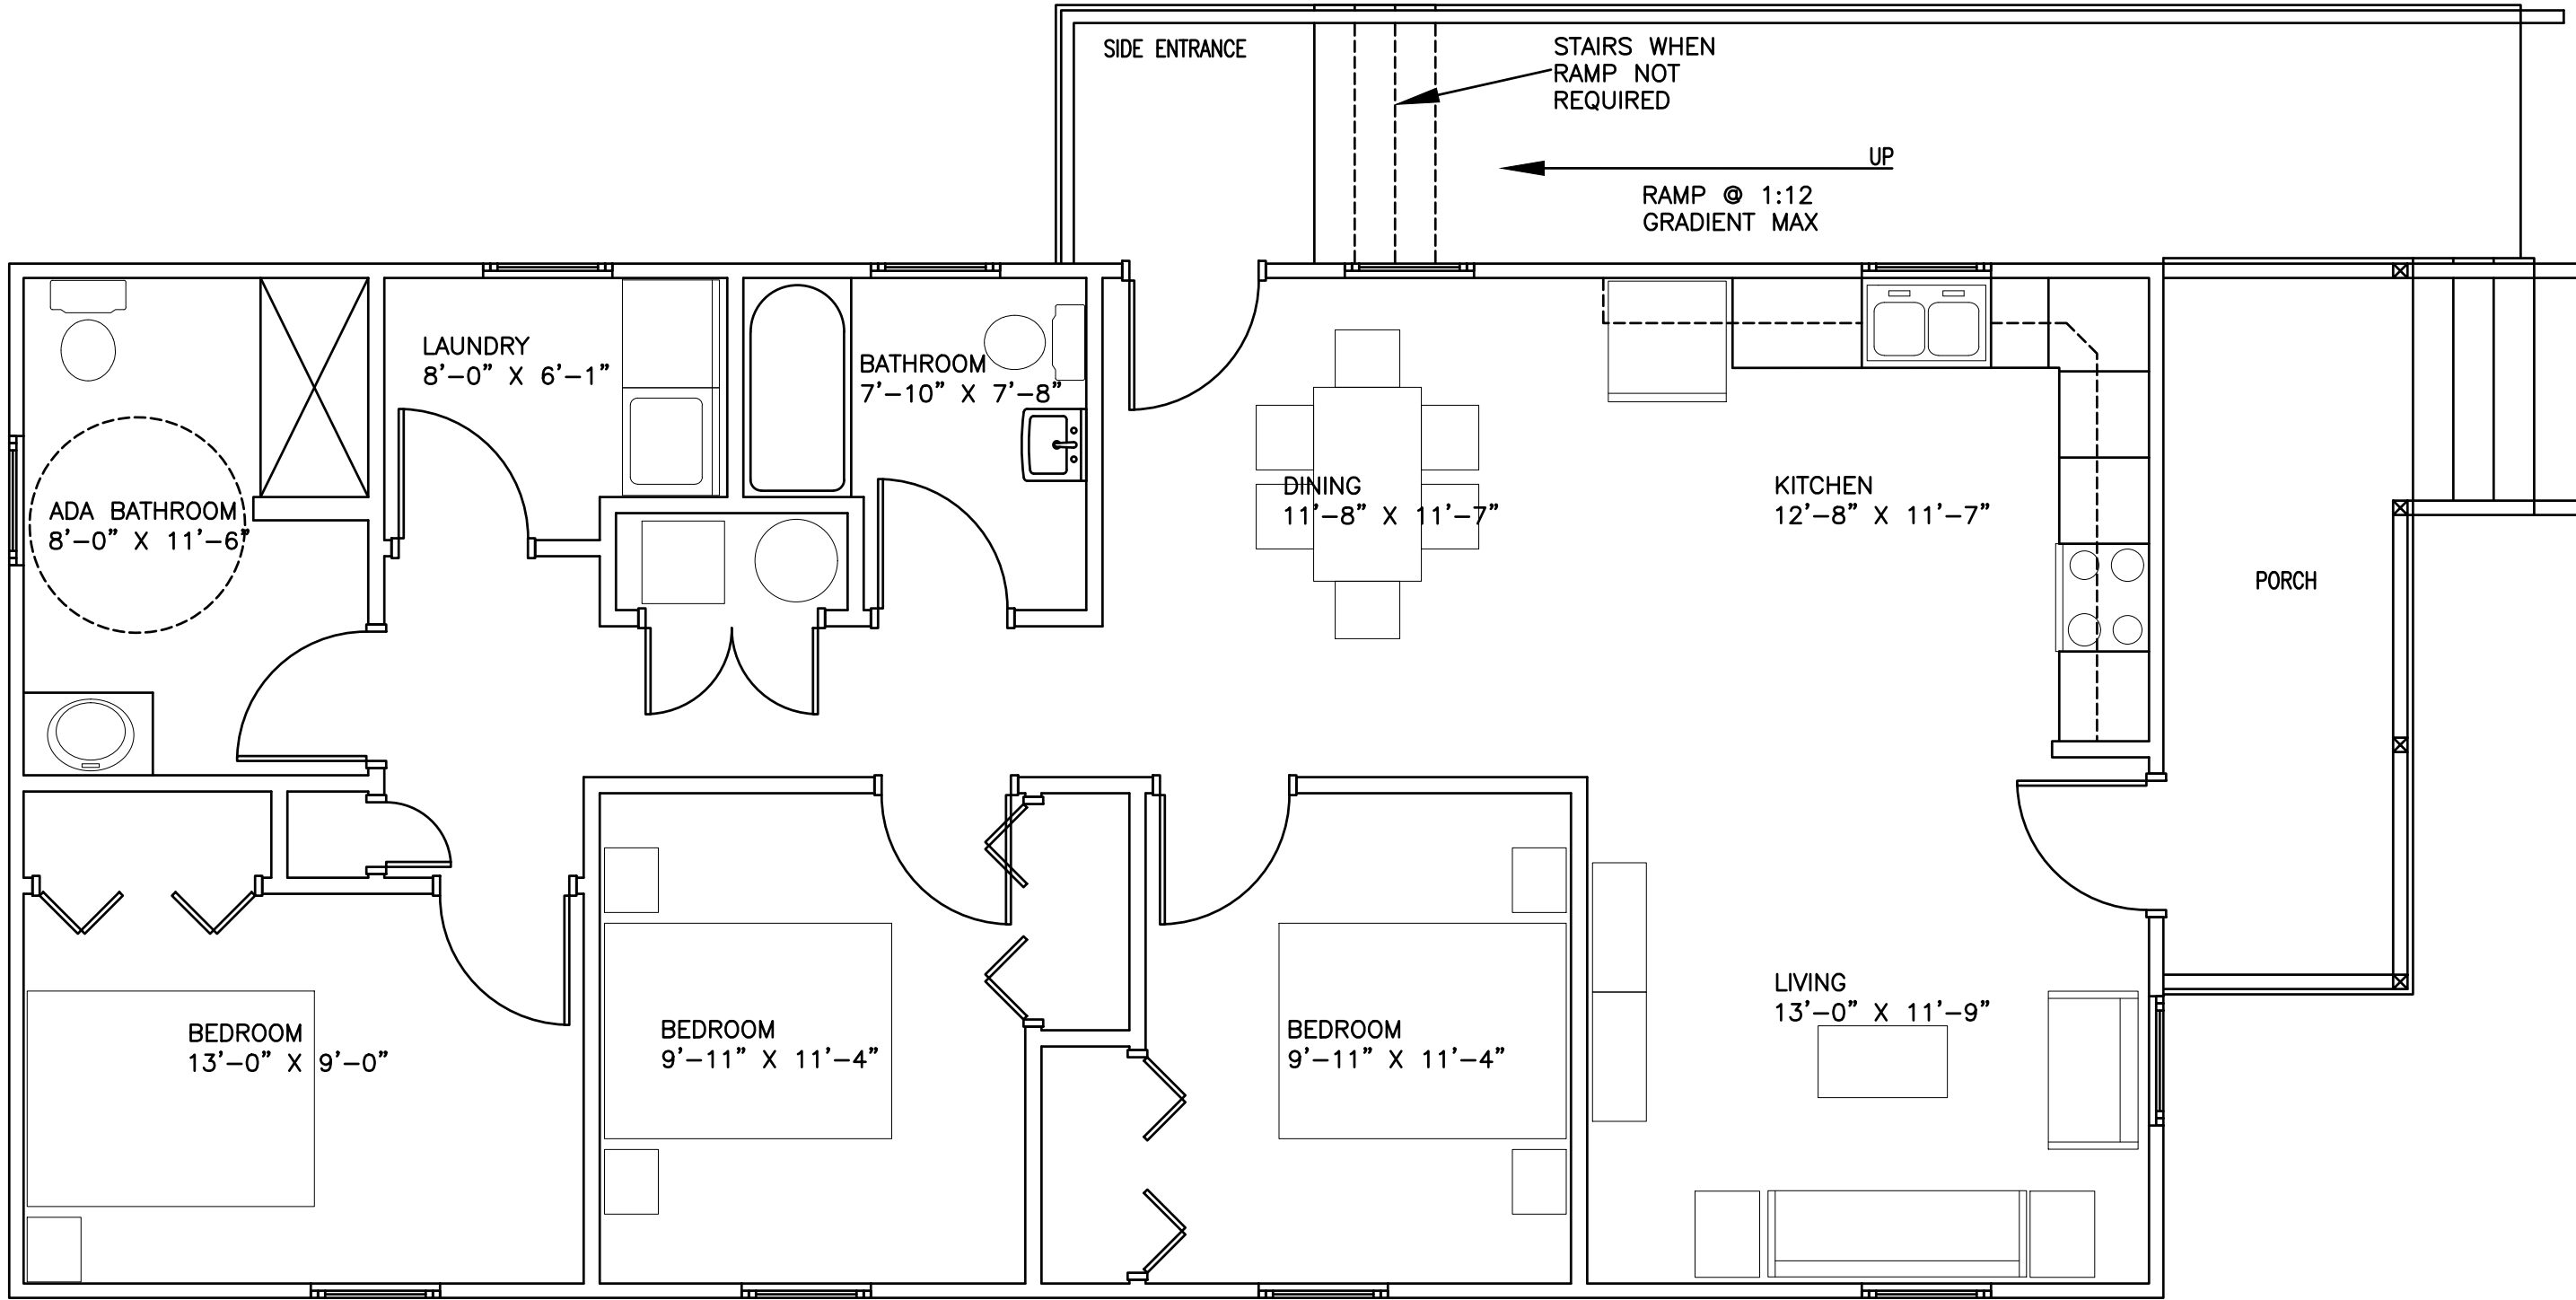 SIDE ENTRANCE
STAIRS WHEN
RAMP NOT
REQUIRED
UP
RAMP @ 1:12
GRADIENT MAX
LAUNDRY
8'-0" X 6'-1"
BATHROOM
7'-10" X 7'-8"
ADA BATHROOM
8'-0" X 11'-6"
DINING
11'-8" X 11'-7"
KITCHEN
12'-8" X 11'-7"
PORCH
BEDROOM
13'-0" X 9'-0"
BEDROOM
9'-11" X 11'-4"
BEDROOM
9'-11" X 11'-4"
LIVING
13'-0" X 11'-9"